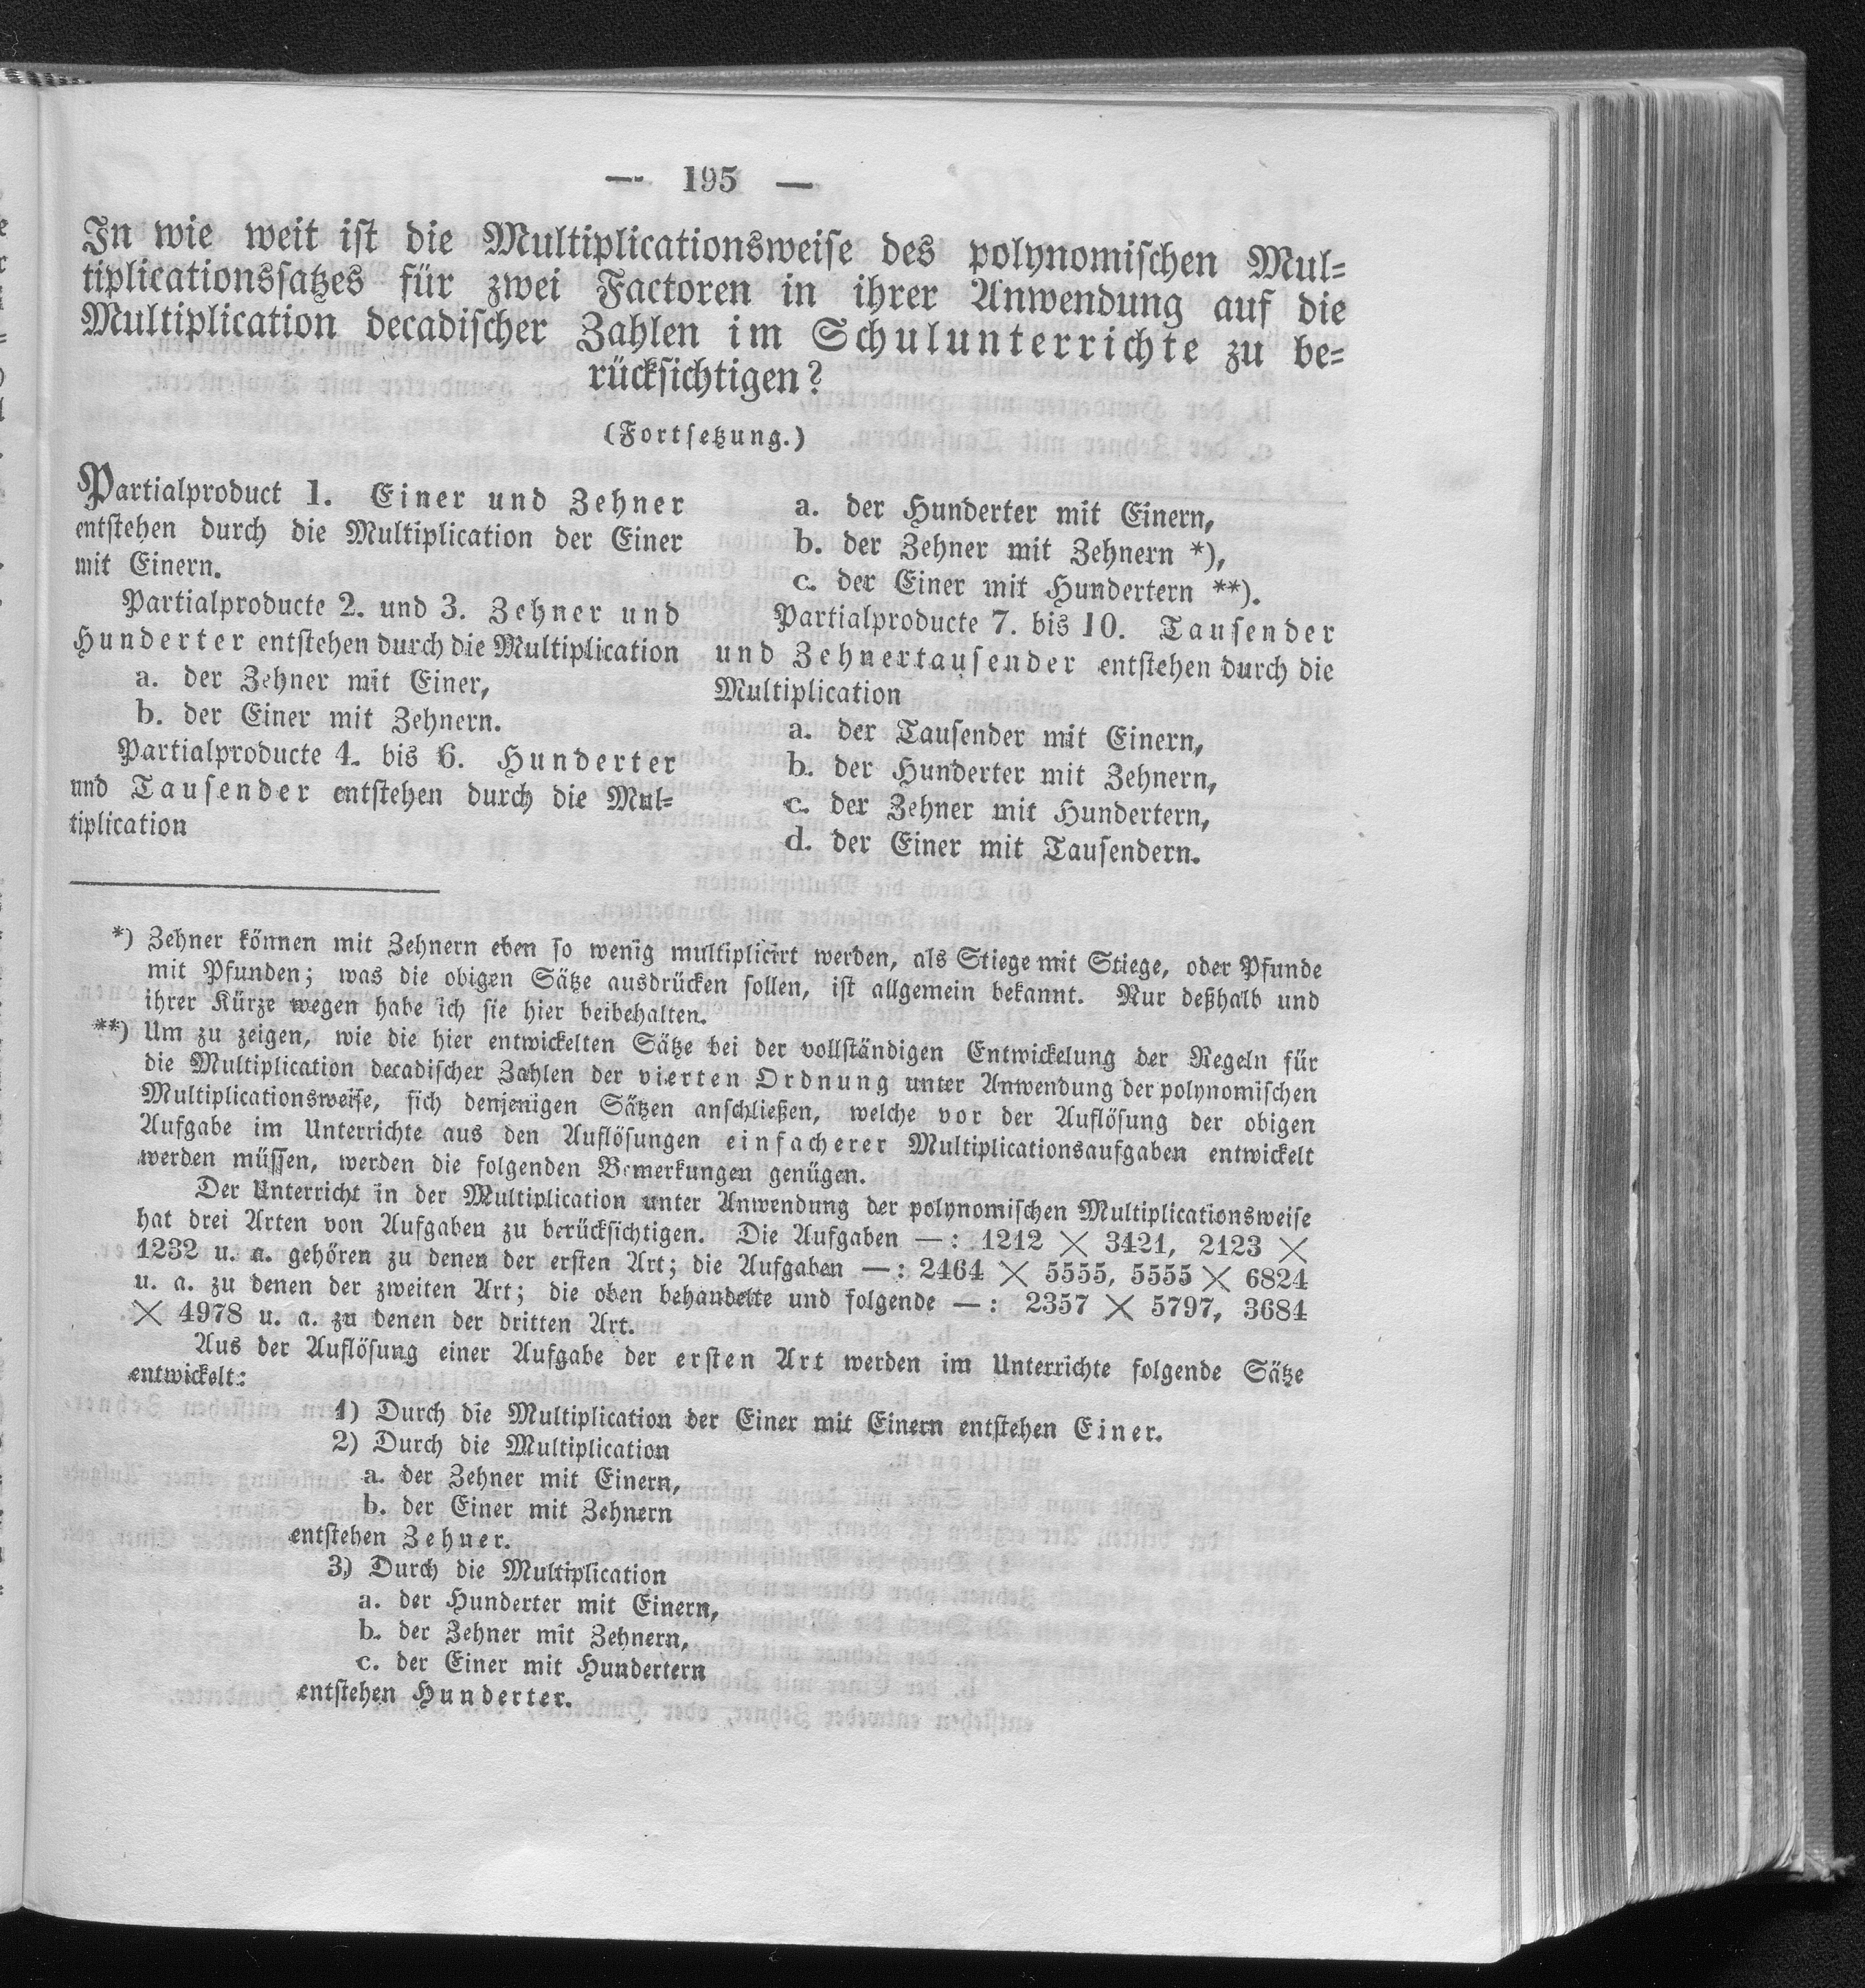 — 195 —
In wie weit ist die Multiplicationsweise des polynomischen Mul-
tiplicationssatzes für zwei Factoren in ihrer Anwendung auf die
Multiplication decadischer Zahlen im Schulunterrichte zu be-
rücksichtigen?
(Fortsetzung.)
Partialproduct 1. Einer und Zehner
entstehen durch die Multiplication der Einer
mit Einern.
Partialproducte 2. und 3. Zehner und
Hunderter entstehen durch die Multiplication
a. der Zehner mit Einer,
b. der Einer mit Zehnern.
Partialproducte 4. bis 6. Hunderter
und Tausender entstehen durch die Mul-
tiplication
a. der Hunderter mit Einern,
b. der Zehner mit Zehnern *),
c. der Einer mit Hundertern **).
Partialproducte 7. bis 10. Tausender
und Zehnertausender entstehen durch die
Multiplication
a. der Tausender mit Einern,
b. der Hunderter mit Zehnern,
c. der Zehner mit Hundertern,
d. der Einer mit Tausendern.
*) Zehner können mit Zehnern eben so wenig multiplicirt werden, als Stiege mit Stiege, oder Pfunde
mit Pfunden; was die obigen Sätze ausdrücken sollen, ist allgemein bekannt. Nur deßhalb und
ihrer Kürze wegen habe ich sie hier beibehalten.
**) Um zu zeigen, wie die hier entwickelten Sätze bei der vollständigen Entwickelung der Regeln für
die Multiplication decadischer Zahlen der vierten Ordnung unter Anwendung der polynomischen
Multiplicationsweise, sich denjenigen Sätzen anschließen, welche vor der Auflösung der obigen
Aufgabe im Unterrichte aus den Auflösungen einfacherer Multiplicationsaufgaben entwickelt
werden müssen, werden die folgenden Bemerkungen genügen.
Der Unterricht in der Multiplication unter Anwendung der polynomischen Multiplicationsweise
hat drei Arten von Aufgaben zu berücksichtigen. Die Aufgaben —: 1212 × 3421, 2123 ×
1232 u. a. gehören zu denen der ersten Art; die Aufgaben —: 2464 × 5555, 5555 × 6824
u. a. zu denen der zweiten Art; die oben behandelte und folgende —: 2357 × 5797, 3684
× 4978 u. a. zu denen der dritten Art.
Aus der Auflösung einer Aufgabe der ersten Art werden im Unterrichte folgende Sätze
entwickelt:
1) Durch die Multiplication der Einer mit Einern entstehen Einer.
2) Durch die Multiplication
a. der Zehner mit Einern,
b. der Einer mit Zehnern
entstehen Zehner.
3) Durch die Multiplication
a. der Hunderter mit Einern,
b. der Zehner mit Zehnern,
c. der Einer mit Hundertern
entstehen Hunderter.